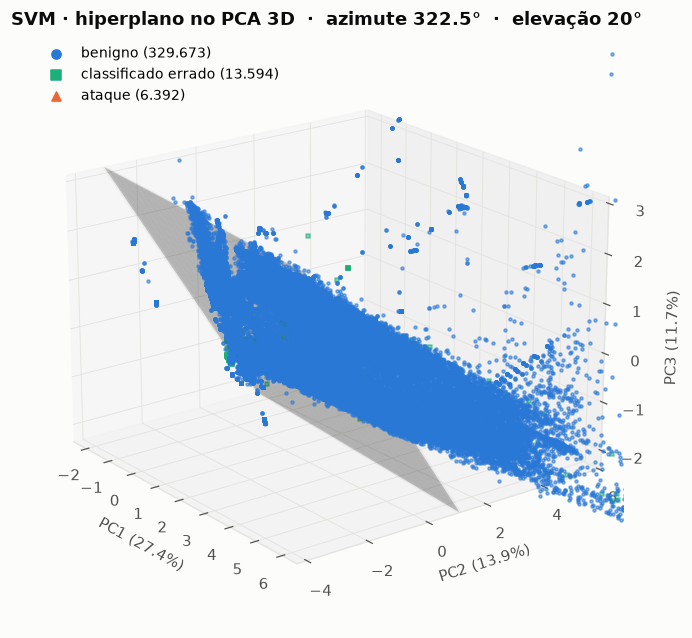 SVM · hiperplano no PCA 3D · azimute 322.5° · elevação 20°
benigno (329.673)
classificado errado (13.594)
ataque (6.392)
3
2
1
0
−1
−2
PC3 (11.7%)
−2
−1
0
1
2
3
4
5
6
PC1 (27.4%)
−4
−2
0
2
4
PC2 (13.9%)